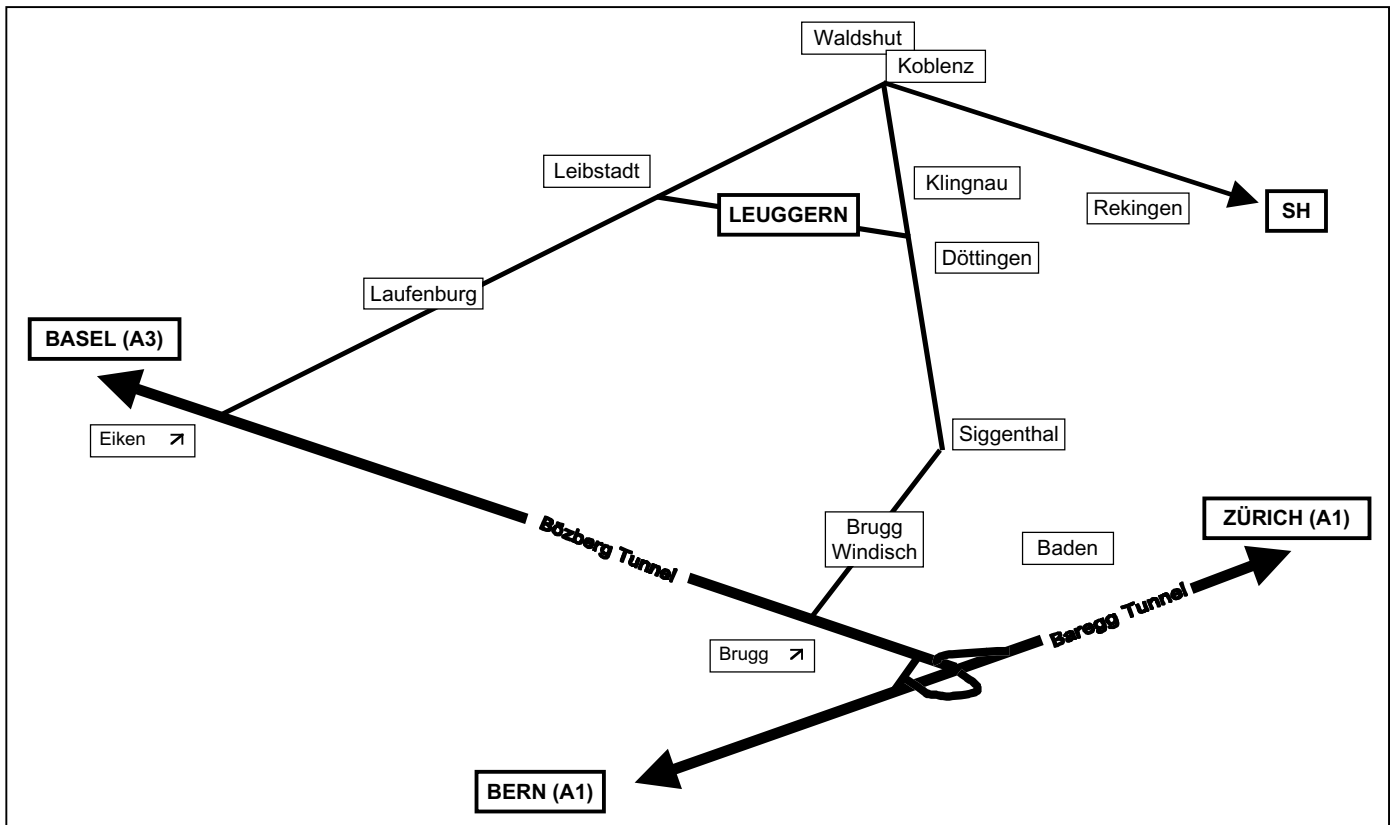 Waldshut
Koblenz
Leibstadt
Klingnau
LEUGGERN
Rekingen
SH
Döttingen
Laufenburg
BASEL (A3)
Eiken ↗
Siggenthal
ZÜRICH (A1)
Bözberg Tunnel
Brugg
Windisch
Baden
Baregg Tunnel
Brugg ↗
BERN (A1)